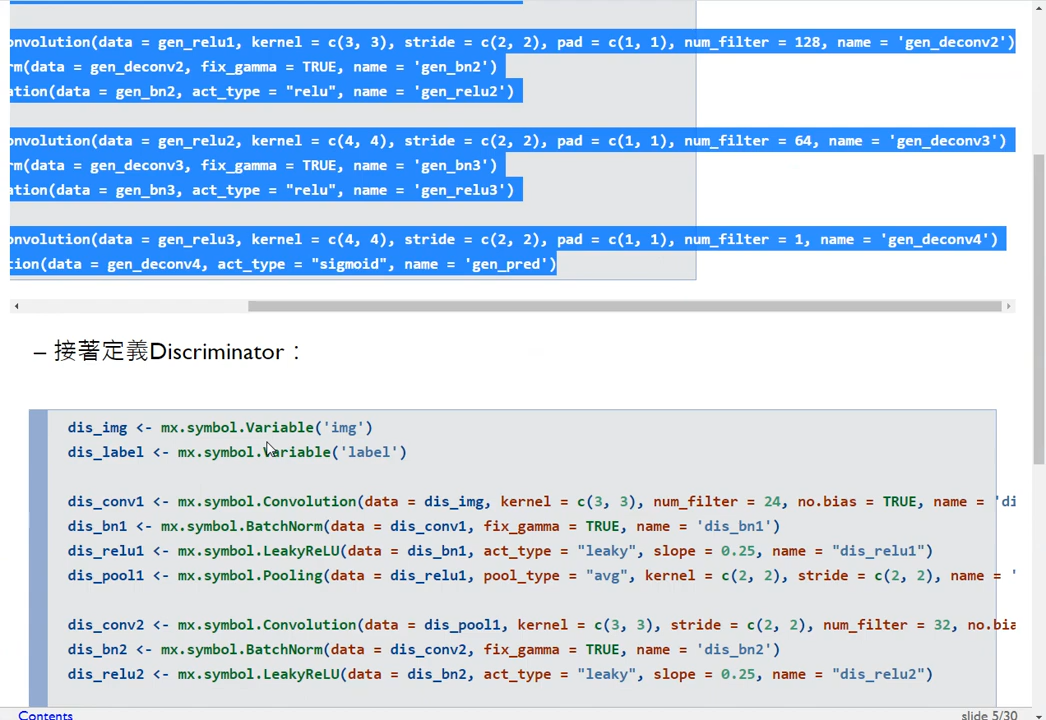 onvolution(data = gen_relu1, kernel = c(3, 3), stride = c(2, 2), pad = c(1, 1), num_filter = 128, name = 'gen_deconv2')
rm(data = gen_deconv2, fix_gamma = TRUE, name = 'gen_bn2')
ation(data = gen_bn2, act_type = "relu", name = 'gen_relu2')
onvolution(data = gen_relu2, kernel = c(4, 4), stride = c(2, 2), pad = c(1, 1), num_filter = 64, name = 'gen_deconv3')
rm(data = gen_deconv3, fix_gamma = TRUE, name = 'gen_bn3')
ation(data = gen_bn3, act_type = "relu", name = 'gen_relu3')
onvolution(data = gen_relu3, kernel = c(4, 4), stride = c(2, 2), pad = c(1, 1), num_filter = 1, name = 'gen_deconv4')
tion(data = gen_deconv4, act_type = "sigmoid", name = 'gen_pred')
– 接著定義Discriminator：
dis_img <- mx.symbol.Variable('img')
dis_label <- mx.symbol.Variable('label')
dis_conv1 <- mx.symbol.Convolution(data = dis_img, kernel = c(3, 3), num_filter = 24, no.bias = TRUE, name = 'di
dis_bn1 <- mx.symbol.BatchNorm(data = dis_conv1, fix_gamma = TRUE, name = 'dis_bn1')
dis_relu1 <- mx.symbol.LeakyReLU(data = dis_bn1, act_type = "leaky", slope = 0.25, name = "dis_relu1")
dis_pool1 <- mx.symbol.Pooling(data = dis_relu1, pool_type = "avg", kernel = c(2, 2), stride = c(2, 2), name = '
dis_conv2 <- mx.symbol.Convolution(data = dis_pool1, kernel = c(3, 3), stride = c(2, 2), num_filter = 32, no.bia
dis_bn2 <- mx.symbol.BatchNorm(data = dis_conv2, fix_gamma = TRUE, name = 'dis_bn2')
dis_relu2 <- mx.symbol.LeakyReLU(data = dis_bn2, act_type = "leaky", slope = 0.25, name = "dis_relu2")
Contents
slide 5/30